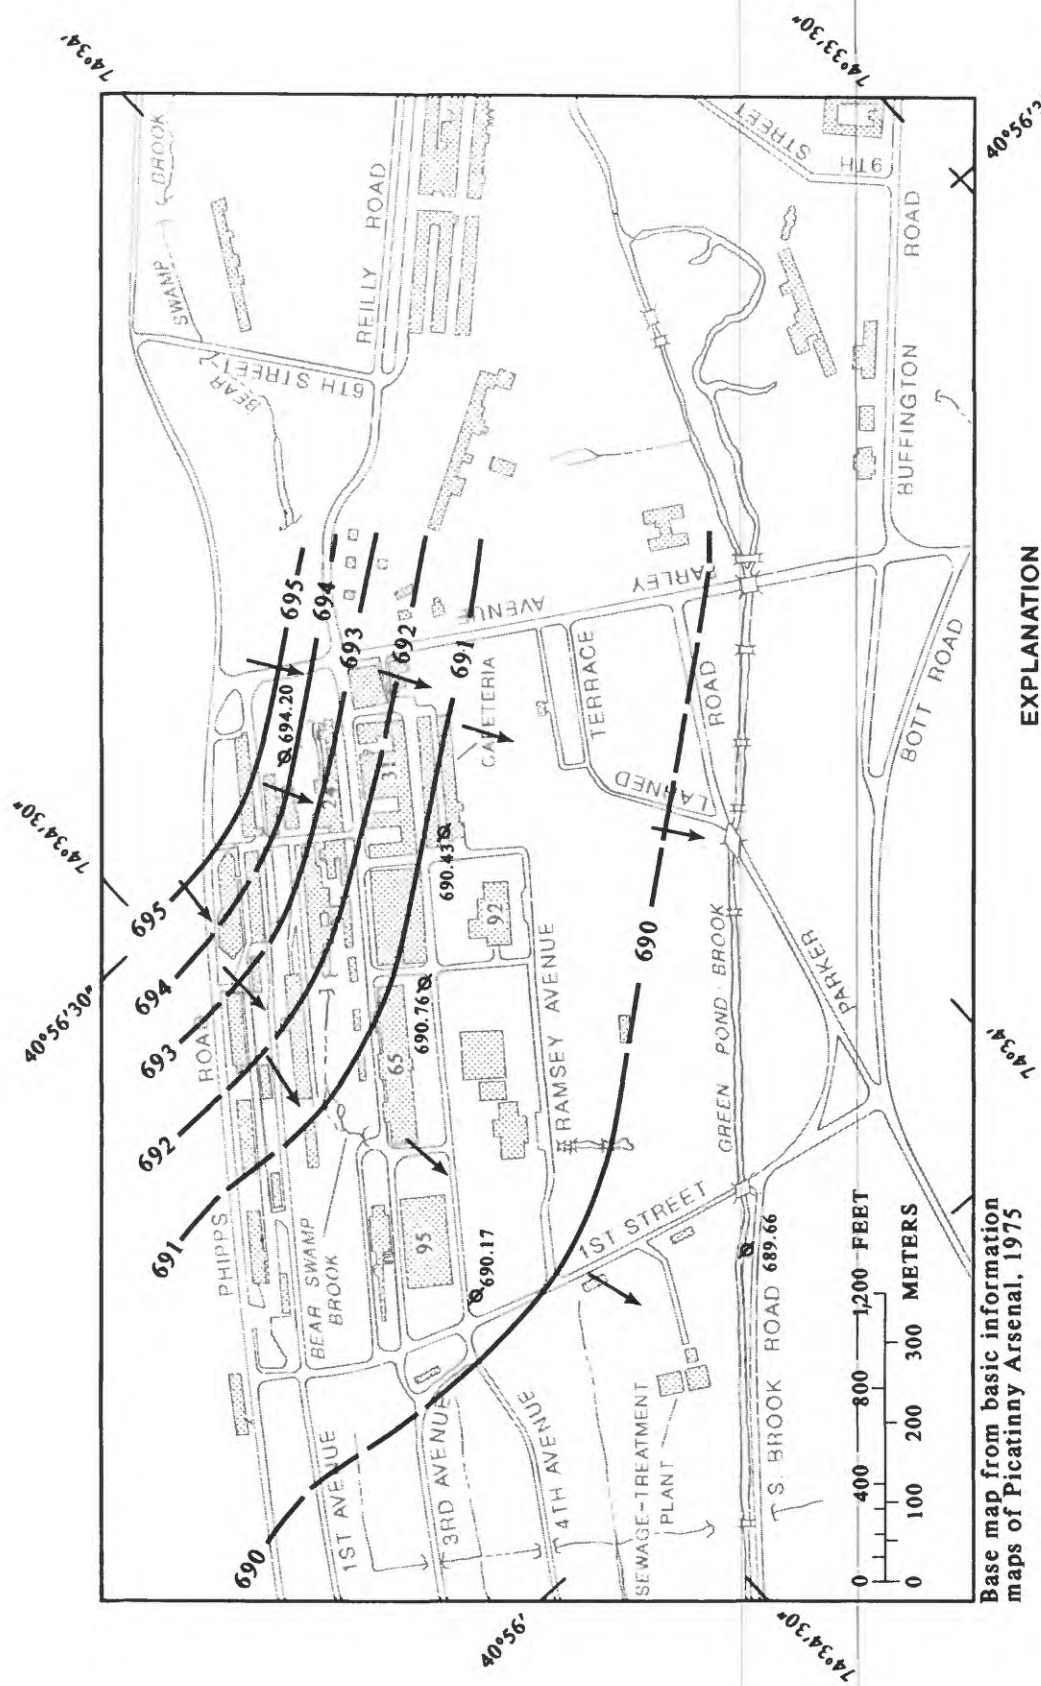 74°34'
74°33'30"
40°56'3
SWAMP
BROOK
REILLY ROAD
6TH STREET
BEAR
9TH
STREET
BUFFINGTON ROAD
695
694
693
692
691
694.20
FARLEY
AVENUE
CAFETERIA
TERRACE
LARNED
ROAD
BOTT ROAD
74°34'30"
40°56'30"
695
694
693
692
691
690
24
31
690.43
92
690.76
65
95
690
690.17
PHIPPS ROAD
BEAR SWAMP
BROOK
RAMSEY AVENUE
GREEN POND BROOK
PARKER
74°34'
1ST STREET
689.66
1ST AVENUE
3RD AVENUE
4TH AVENUE
SEWAGE-TREATMENT
PLANT
S. BROOK ROAD
40°56'
74°34'30"
0 400 800 1,200 FEET
0 100 200 300 METERS
Base map from basic information
maps of Picatinny Arsenal, 1975
EXPLANATION